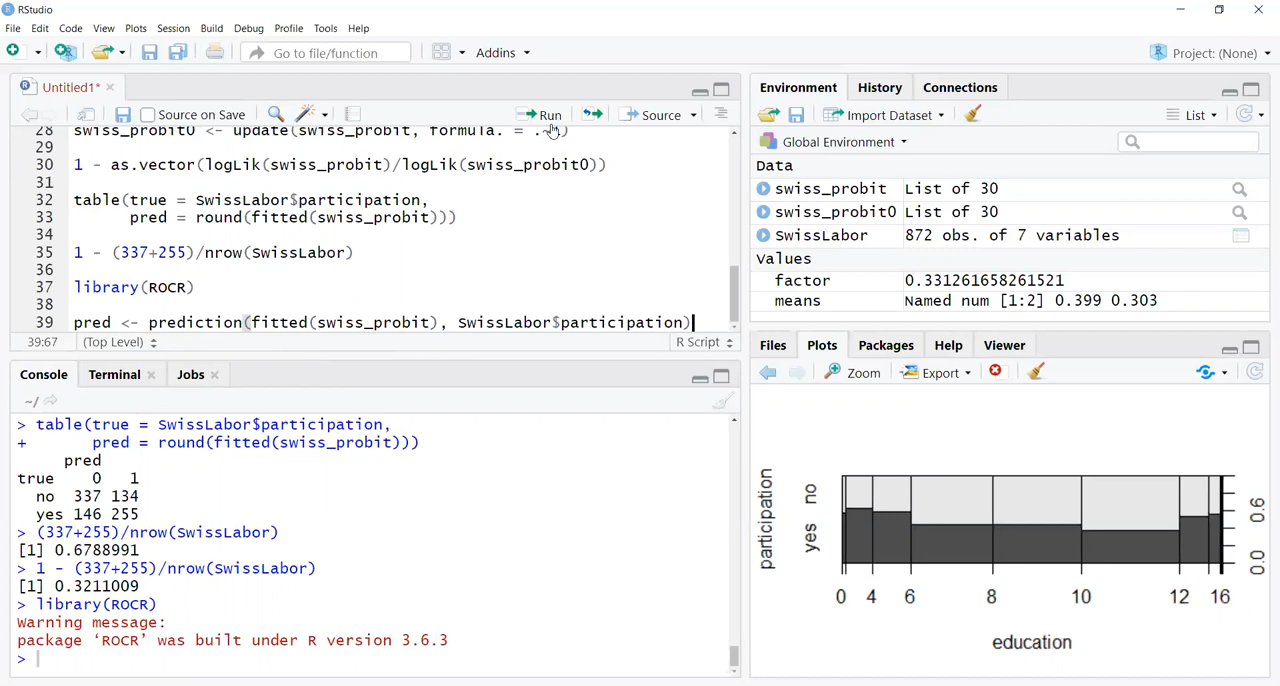 RStudio
File Edit Code View Plots Session Build Debug Profile Tools Help
Go to file/function Addins Project: (None)
Untitled1*
Source on Save Run Source
28 swiss_probit0 <- update(swiss_probit, formula. = .~
29
30 1 - as.vector(logLik(swiss_probit)/logLik(swiss_probit0))
31
32 table(true = SwissLabor$participation,
33 pred = round(fitted(swiss_probit)))
34
35 1 - (337+255)/nrow(SwissLabor)
36
37 library(ROCR)
38
39 pred <- prediction(fitted(swiss_probit), SwissLabor$participation)
39:67 (Top Level) R Script
Console Terminal Jobs
~/
> table(true = SwissLabor$participation,
+ pred = round(fitted(swiss_probit)))
pred
true 0 1
no 337 134
yes 146 255
> (337+255)/nrow(SwissLabor)
[1] 0.6788991
> 1 - (337+255)/nrow(SwissLabor)
[1] 0.3211009
> library(ROCR)
Warning message:
package ‘ROCR’ was built under R version 3.6.3
>
Environment History Connections
Import Dataset List
Global Environment
Data
swiss_probit List of 30
swiss_probit0 List of 30
SwissLabor 872 obs. of 7 variables
Values
factor 0.331261658261521
means Named num [1:2] 0.399 0.303
Files Plots Packages Help Viewer
Zoom Export
participation
yes no
0.0 0.6
0 4 6 8 10 12 16
education